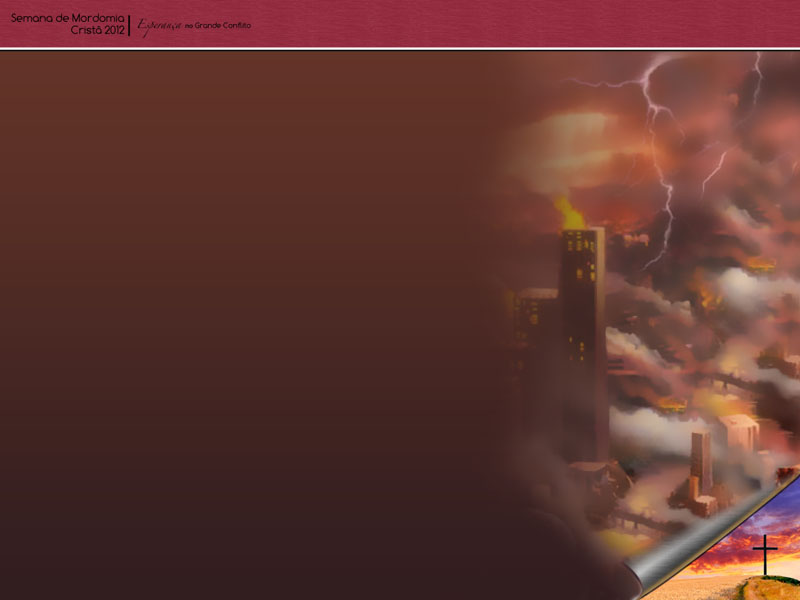 Semana de Mordomia
Cristã 2012
Esperança no Grande Conflito